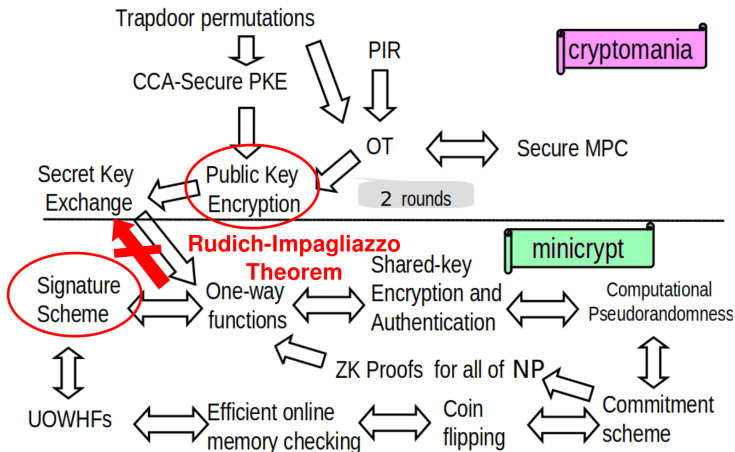 Trapdoor permutations
PIR
cryptomania
CCA-Secure PKE
OT
Secure MPC
Secret Key
Exchange
Public Key
Encryption
2 rounds
Rudich-Impagliazzo
Theorem
minicrypt
Signature
Scheme
One-way
functions
Shared-key
Encryption and
Authentication
Computational
Pseudorandomness
ZK Proofs for all of NP
UOWHFs
Efficient online
memory checking
Coin
flipping
Commitment
scheme